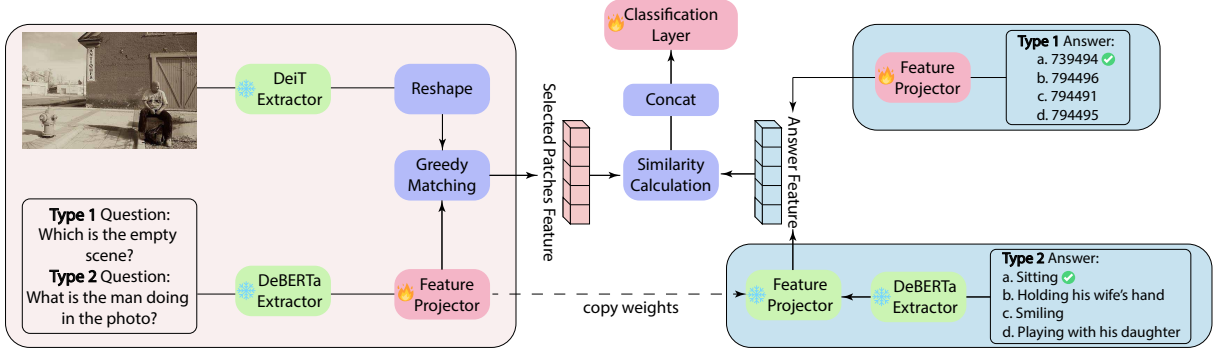 DeiT
Extractor
Reshape
Greedy
Matching
Type 1 Question:
Which is the empty
scene?
Type 2 Question:
What is the man doing
in the photo?
DeBERTa
Extractor
Feature
Projector
Selected Patches Feature
Classification
Layer
Concat
Similarity
Calculation
copy weights
Answer Feature
Feature
Projector
Type 1 Answer:
a. 739494
b. 794496
c. 794491
d. 794495
Feature
Projector
DeBERTa
Extractor
Type 2 Answer:
a. Sitting
b. Holding his wife's hand
c. Smiling
d. Playing with his daughter